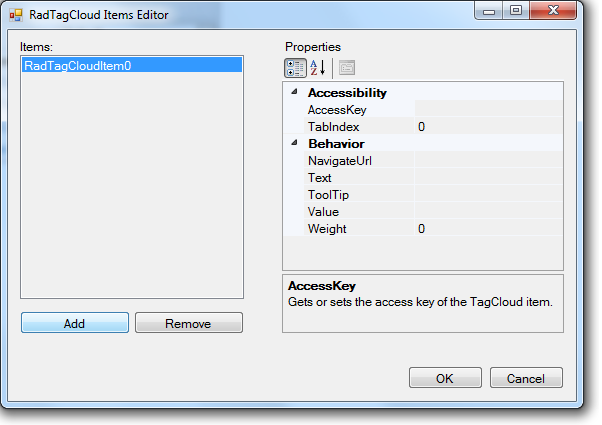 RadTagCloud Items Editor
Items:
RadTagCloudItem0
Add
Remove
Properties
A
Z
Accessibility
AccessKey
TabIndex 0
Behavior
NavigateUrl
Text
ToolTip
Value
Weight 0
AccessKey
Gets or sets the access key of the TagCloud item.
OK
Cancel